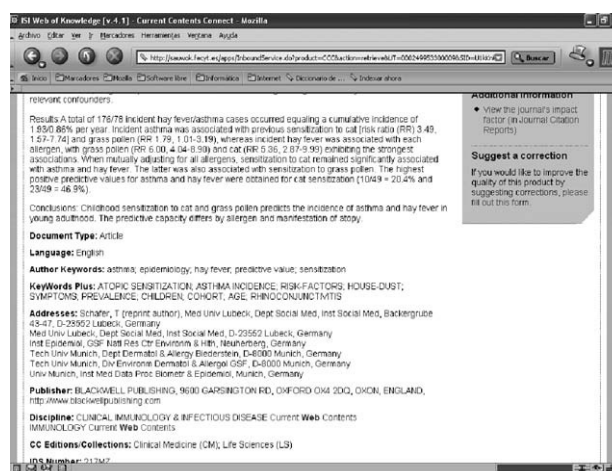 ISI Web of Knowledge [v.4.1] - Current Contents Connect - Mozilla
Archivo Editar Ver Ir Marcadores Herramientas Ventana Ayuda
Buscar
Inicio Marcadores Mozilla Software libre Informática Internet Diccionario de ... Indexar ahora
relevant confounders.
Results:A total of 176/78 incident hay fever/asthma cases occurred equaling a cumulative incidence of
1.93/0.86% per year. Incident asthma was associated with previous sensitization to cat [risk ratio (RR) 3.49,
1.57-7.74] and grass pollen (RR 1.79, 1.01-3.19), whereas incident hay fever was associated with each
allergen, with grass pollen (RR 6.00, 4.04-8.90) and cat (RR 5.36, 2.87-9.99) exhibiting the strongest
associations. When mutually adjusting for all allergens, sensitization to cat remained significantly associated
with asthma and hay fever. The latter was also associated with sensitization to grass pollen. The highest
positive predictive values for asthma and hay fever were obtained for cat sensitization (10/49 = 20.4% and
23/49 = 46.9%).
Conclusions: Childhood sensitization to cat and grass pollen predicts the incidence of asthma and hay fever in
young adulthood. The predictive capacity differs by allergen and manifestation of atopy.
Document Type: Article
Language: English
Author Keywords: asthma; epidemiology; hay fever; predictive value; sensitization
KeyWords Plus: ATOPIC SENSITIZATION; ASTHMA INCIDENCE; RISK-FACTORS; HOUSE-DUST;
SYMPTOMS; PREVALENCE; CHILDREN; COHORT; AGE; RHINOCONJUNCTIVITIS
Addresses: Schafer, T (reprint author), Med Univ Lubeck, Dept Social Med, Inst Social Med, Backergrube
43-47, D-23552 Lubeck, Germany
Med Univ Lubeck, Dept Social Med, Inst Social Med, D-23552 Lubeck, Germany
Inst Epidemiol, GSF Natl Res Ctr Environm & Hlth, Neuherberg, Germany
Tech Univ Munich, Dept Dermatol & Allergy Biederstein, D-8000 Munich, Germany
Tech Univ Munich, Div Environm Dermatol & Allergol GSF, D-8000 Munich, Germany
Univ Munich, Inst Med Data Proc Biometr & Epidemiol, Munich, Germany
Publisher: BLACKWELL PUBLISHING, 9600 GARSINGTON RD, OXFORD OX4 2DQ, OXON, ENGLAND,
http://www.blackwellpublishing.com
Discipline: CLINICAL IMMUNOLOGY & INFECTIOUS DISEASE Current Web Contents
IMMUNOLOGY Current Web Contents
CC Editions/Collections: Clinical Medicine (CM); Life Sciences (LS)
IDS Number: 217MZ
Additional information
View the journal's impact
factor (in Journal Citation
Reports)
Suggest a correction
If you would like to improve the
quality of this product by
suggesting corrections, please
fill out this form.